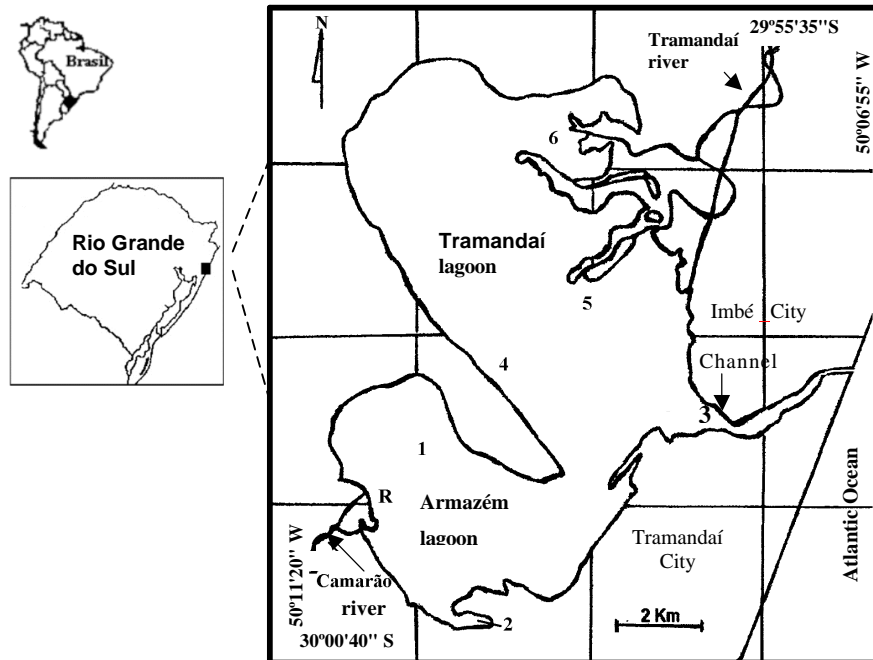 Brasil
Rio Grande
do Sul
N
29º55'35''S
Tramandaí
river
50º06'55'' W
6
Tramandaí
lagoon
5
Imbé _City
Channel
4
3
1
R
Armazém
lagoon
Atlantic Ocean
50º11'20'' W
Tramandaí
City
Camarão
river
2 Km
2
30º00'40'' S